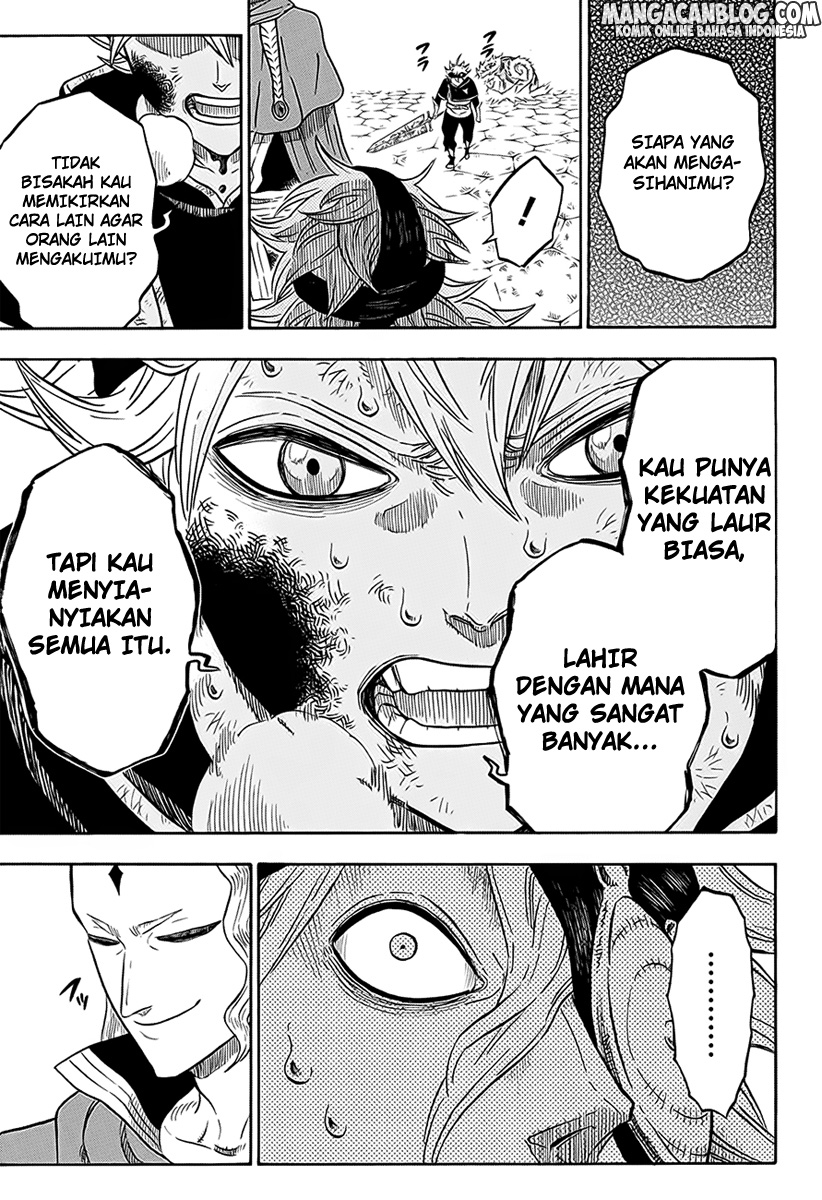 MANGACANBLOG.COM
KOMIK ONLINE BAHASA INDONESIA
SIAPA YANG
AKAN MENGA-
SIHANIMU?
!
TIDAK
BISAKAH KAU
MEMIKIRKAN
CARA LAIN AGAR
ORANG LAIN
MENGAKUIMU?
KAU PUNYA
KEKUATAN
YANG LAUR
BIASA,
LAHIR
DENGAN MANA
YANG SANGAT
BANYAK...
TAPI KAU
MENYIA-
NYIAKAN
SEMUA ITU.
.........